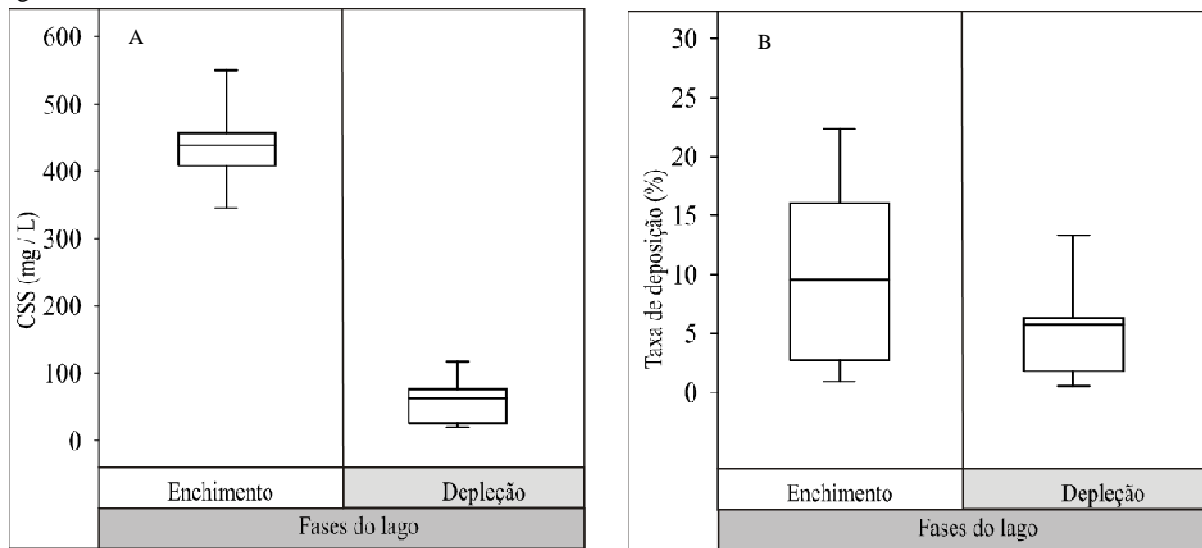 A
CSS (mg / L)
600
500
400
300
200
100
0
Enchimento
Depleção
Fases do lago
B
Taxa de deposição (%)
30
25
20
15
10
5
0
Enchimento
Depleção
Fases do lago